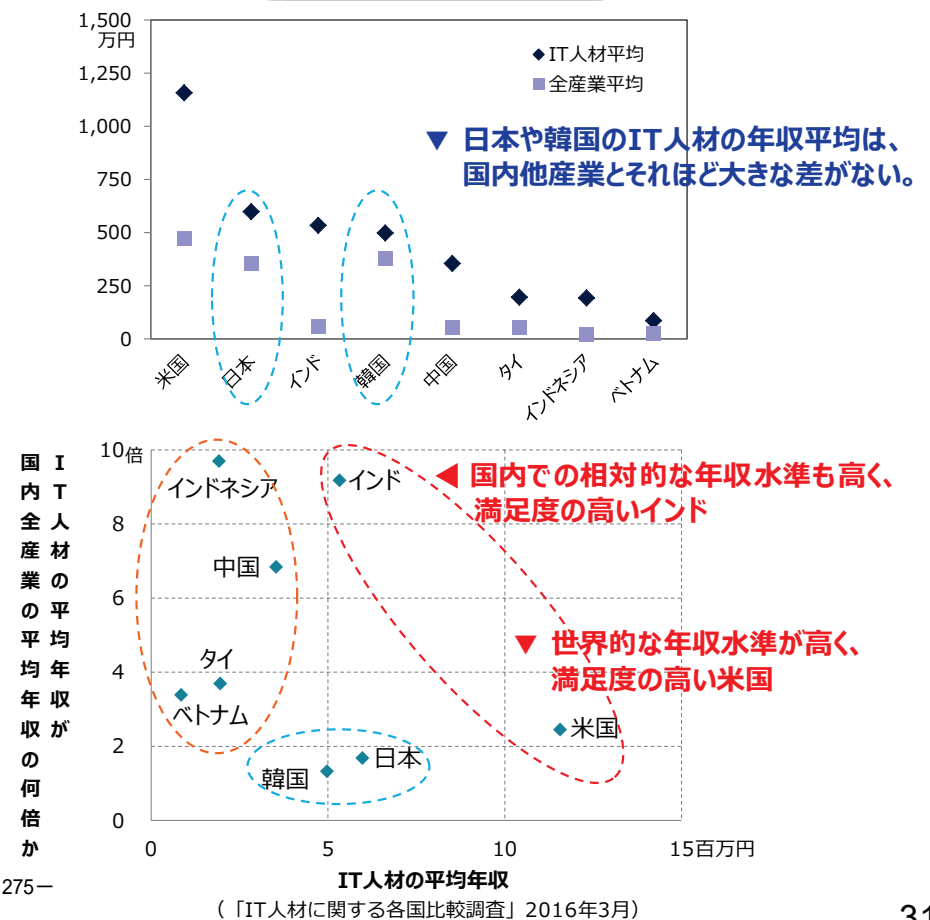 1,500
万円
1,250
1,000
750
500
250
0
◆IT人材平均
■全産業平均
▼ 日本や韓国のIT人材の年収平均は、
国内他産業とそれほど大きな差がない。
米国
日本
インド
韓国
中国
タイ
インドネシア
ベトナム
IT人材の平均年収が
国内全産業の平均年収の何倍か
10倍
8
6
4
2
0
インドネシア
インド
◀ 国内での相対的な年収水準も高く、
満足度の高いインド
中国
▼ 世界的な年収水準が高く、
満足度の高い米国
タイ
ベトナム
米国
日本
韓国
0
5
10
15百万円
IT人材の平均年収
275－
（「IT人材に関する各国比較調査」2016年3月）
31